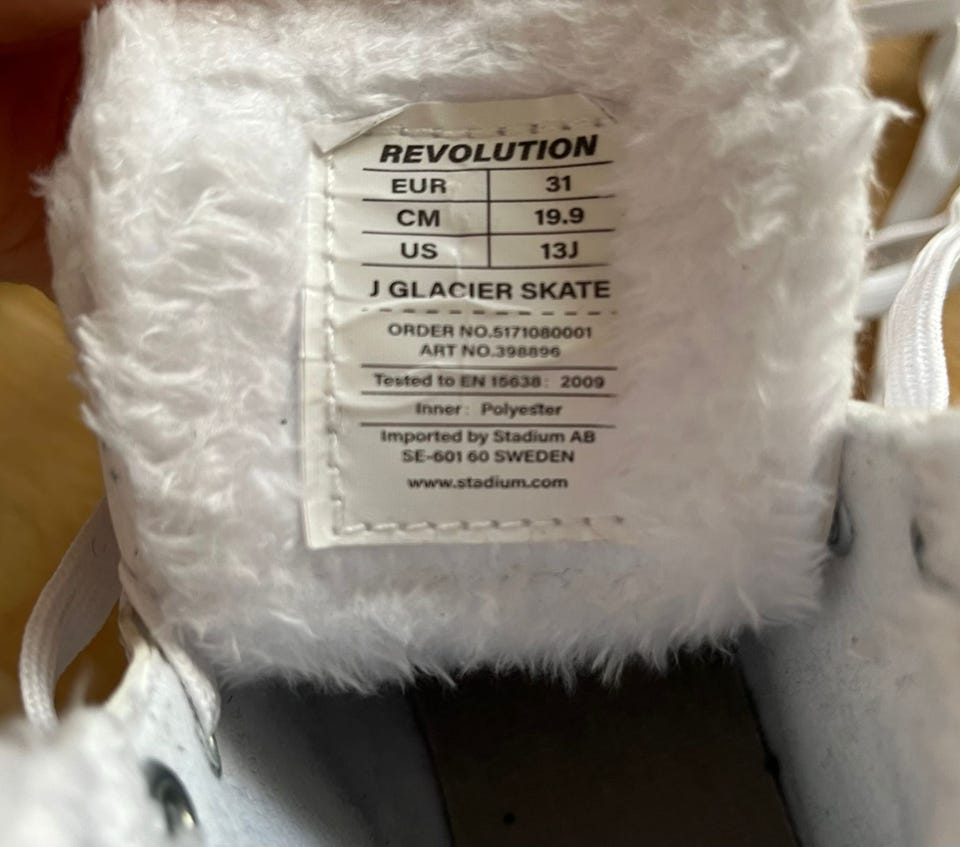 REVOLUTION
EUR 31
CM 19.9
US 13J
J GLACIER SKATE
ORDER NO.5171080001
ART NO.398896
Tested to EN 15638: 2009
Inner: Polyester
Imported by Stadium AB
SE-601 60 SWEDEN
www.stadium.com